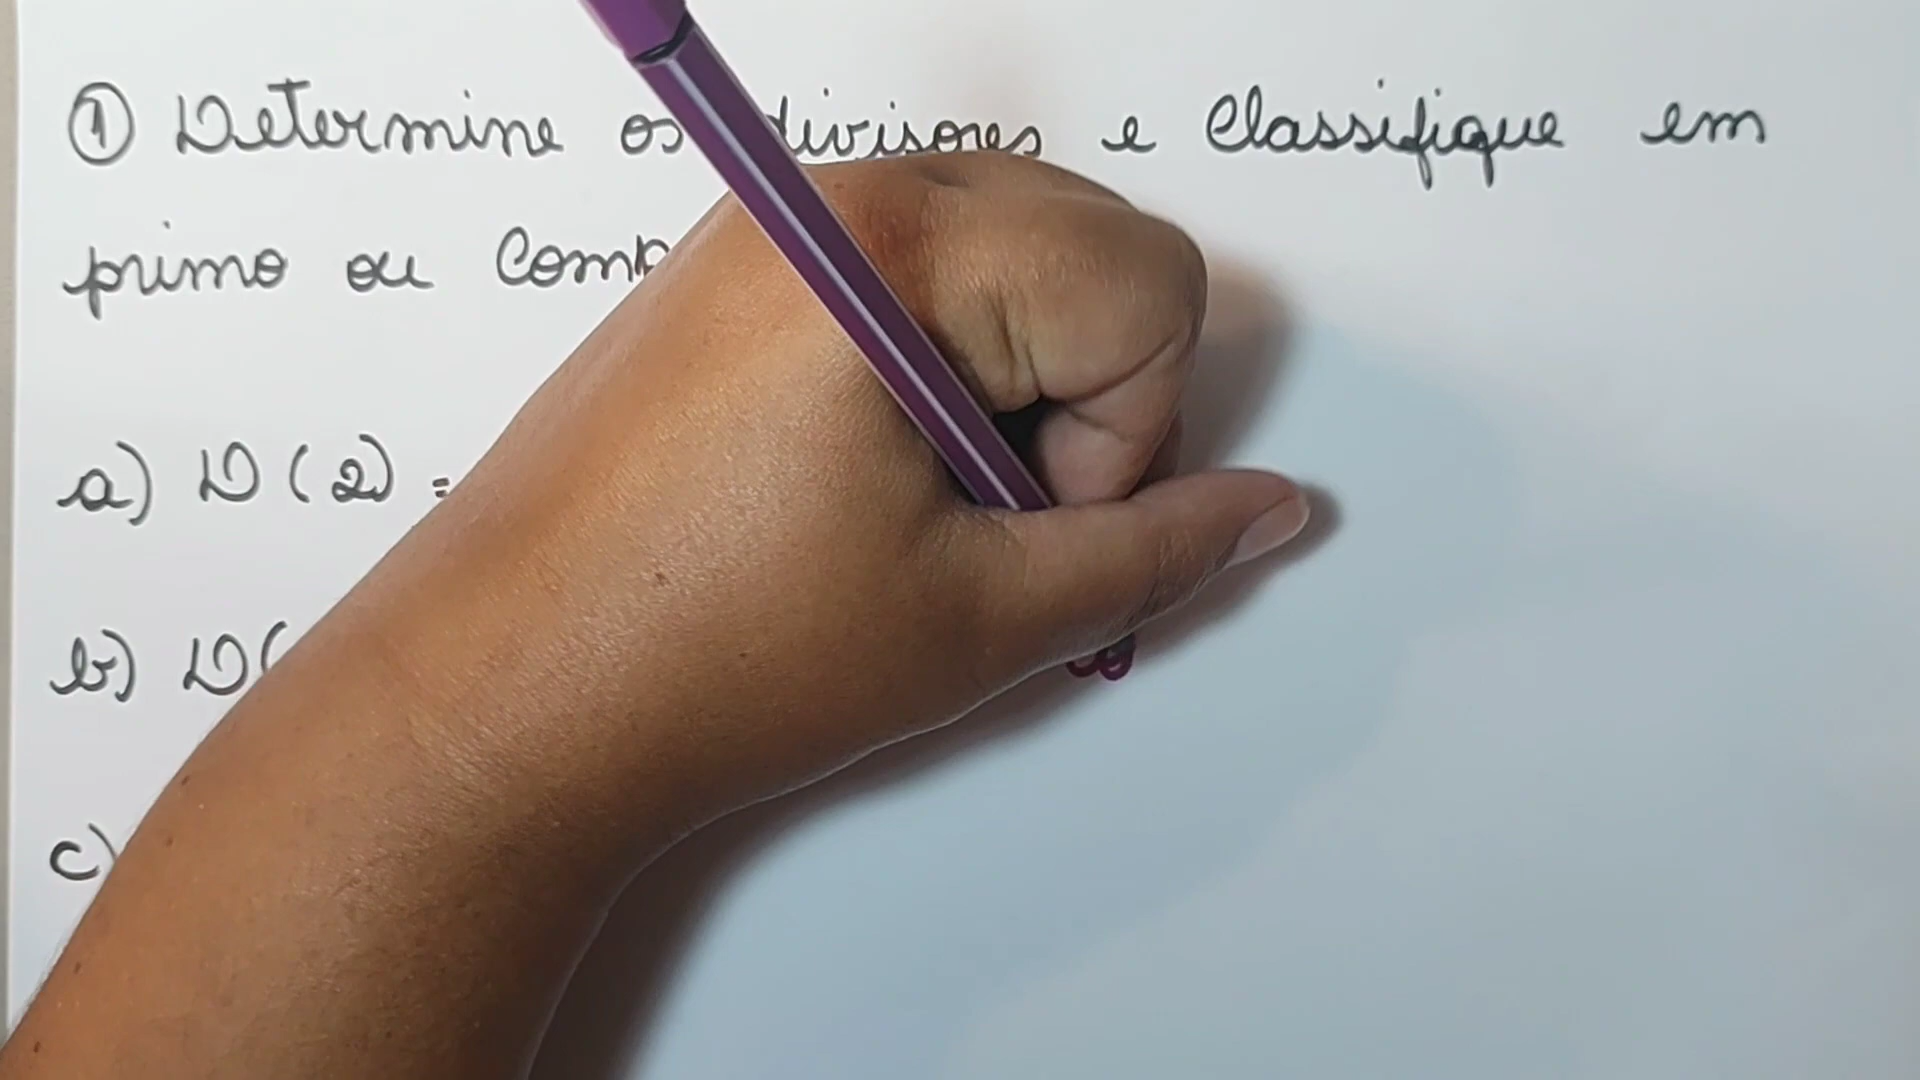 ① Determine os divisores e Classifique em
primo ou Comp
a) D(2) =
b) D(
c)